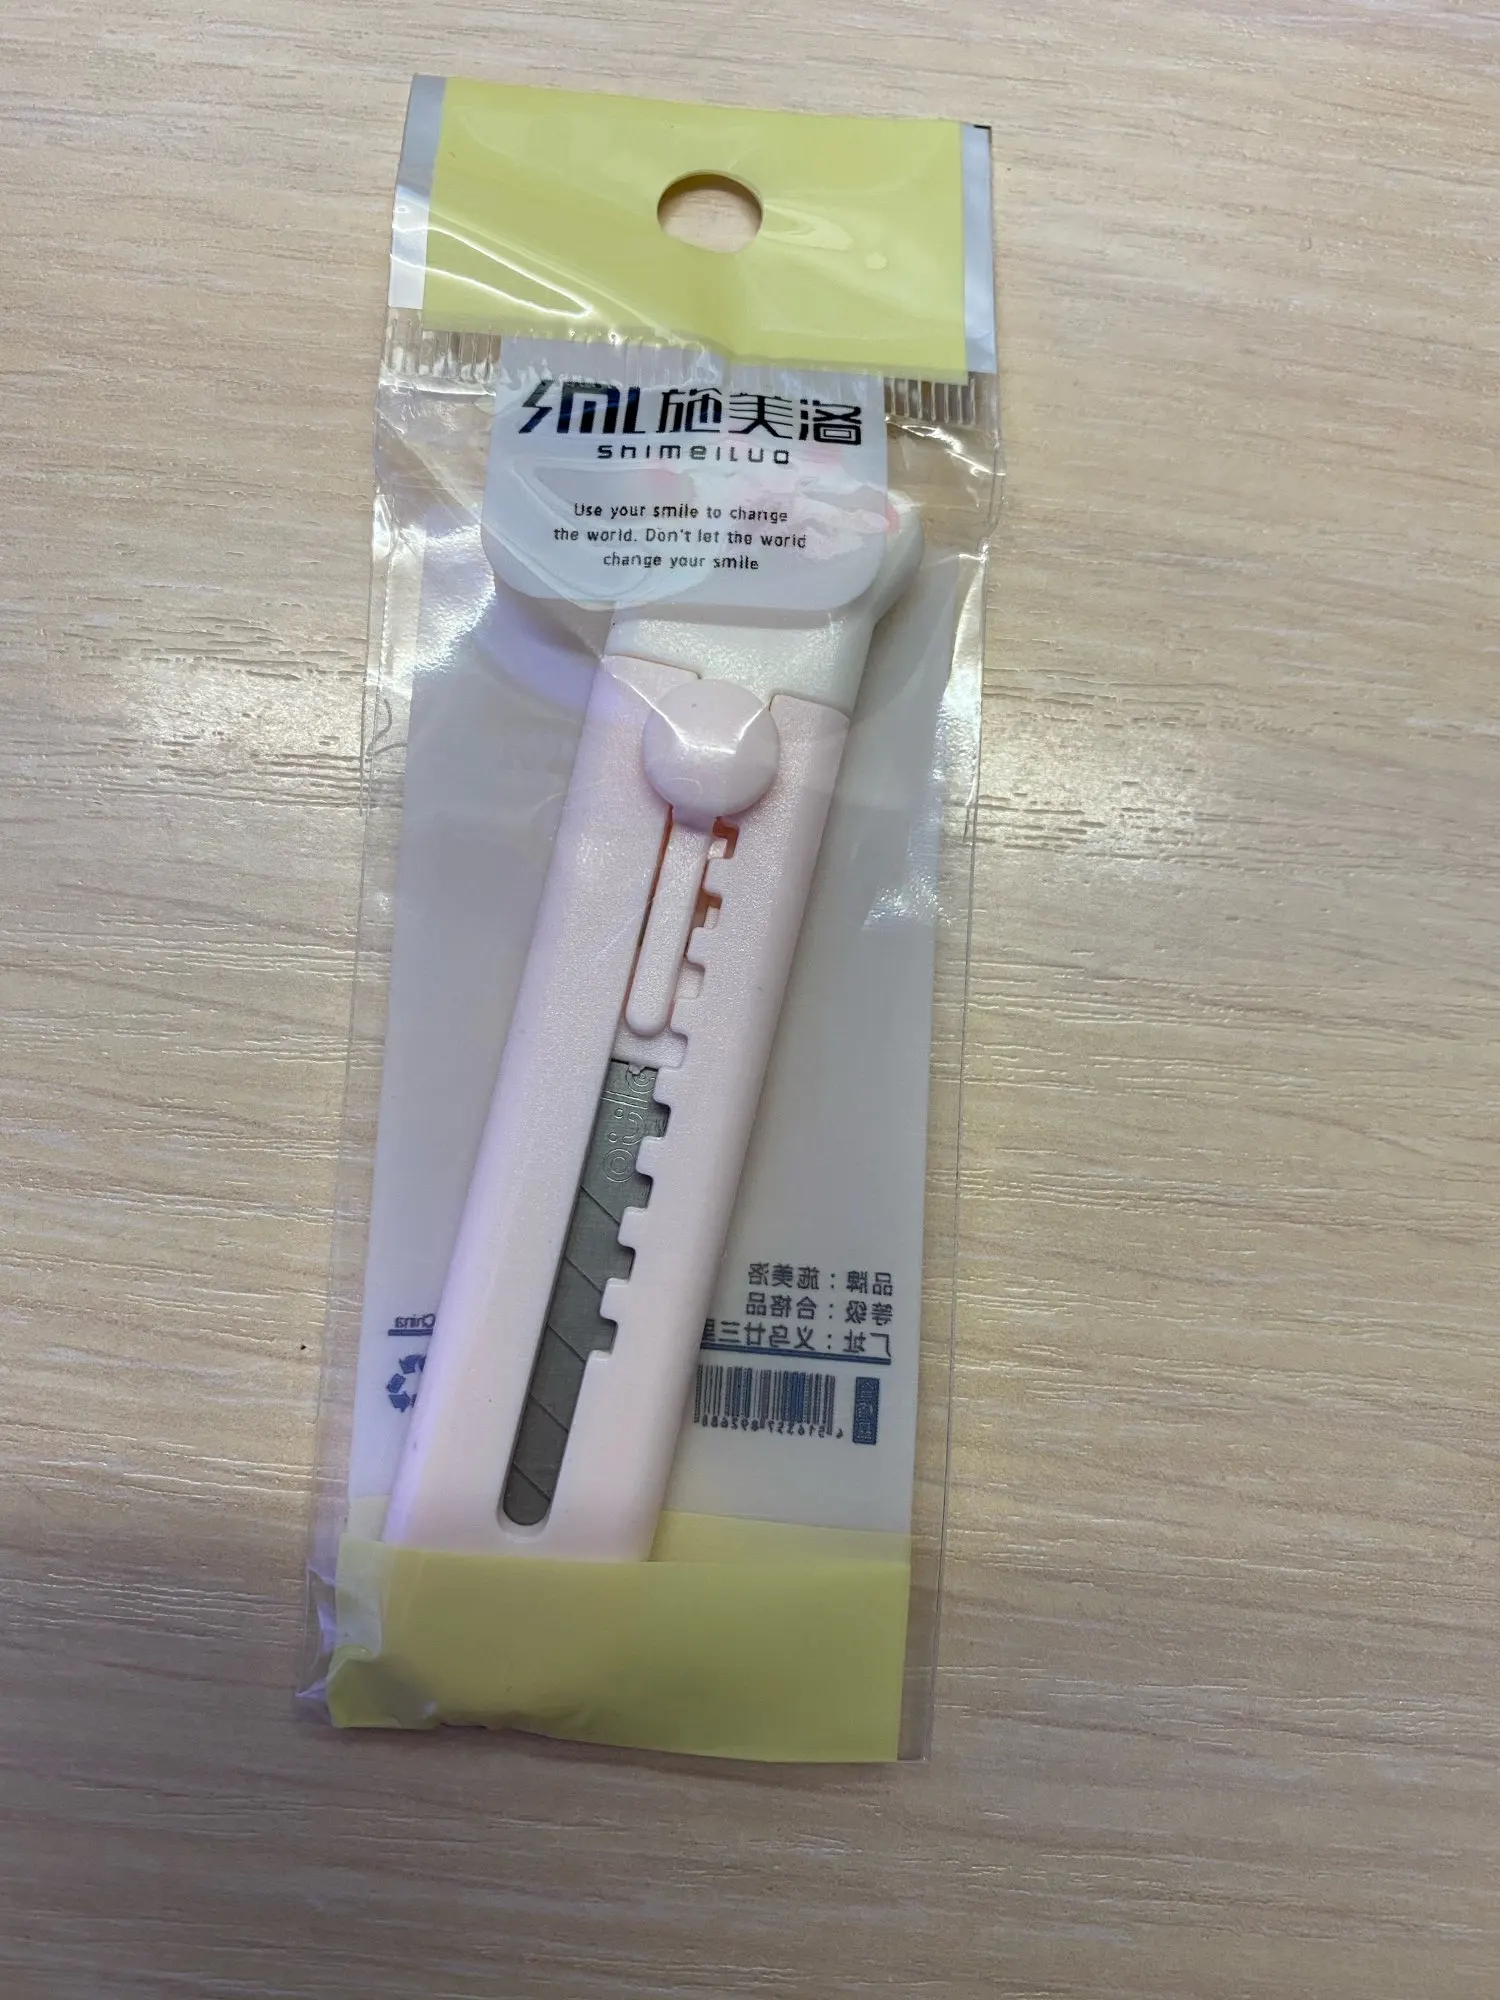 SML施美洛
SHIMEILUO
Use your smile to change
the world. Don't let the world
change your smile
品牌：施美洛
等级：合格品
厂址：义乌廿三里
China